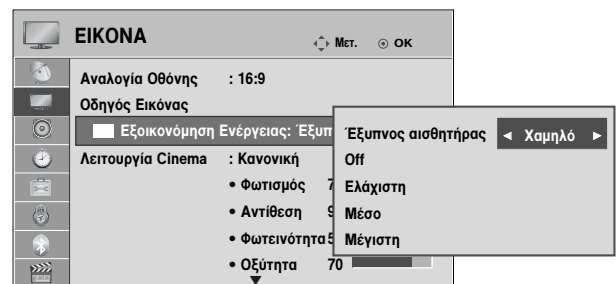 ΕΙΚΟΝΑ Μετ. OK
Αναλογία Οθόνης : 16:9
Οδηγός Εικόνας
Εξοικονόμηση Ενέργειας: Έξυπ
Λειτουργία Cinema : Κανονική
• Φωτισμός 7
• Αντίθεση 9
• Φωτεινότητα 5
• Οξύτητα 70
Έξυπνος αισθητήρας ◄ Χαμηλό ►
Off
Ελάχιστη
Μέσο
Μέγιστη